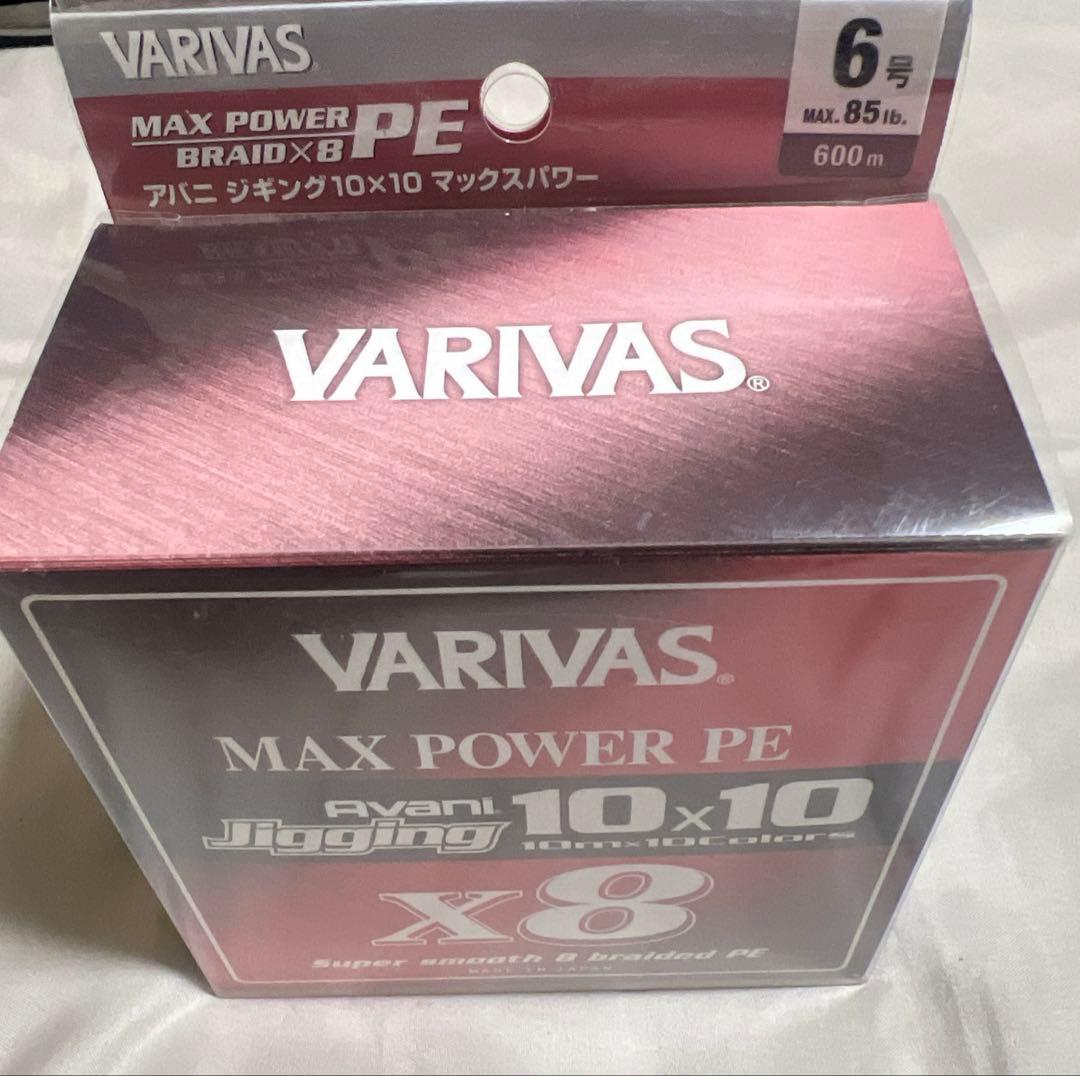 VARIVAS
6号
MAX. 85lb.
600m
MAX POWER
BRAID×8 PE
アバニ ジギング10×10 マックスパワー
VARIVAS®
VARIVAS®
MAX POWER PE
Avani
Jigging 10×10
10m×10Colors
X8
Super smooth 8 braided PE
MADE IN JAPAN